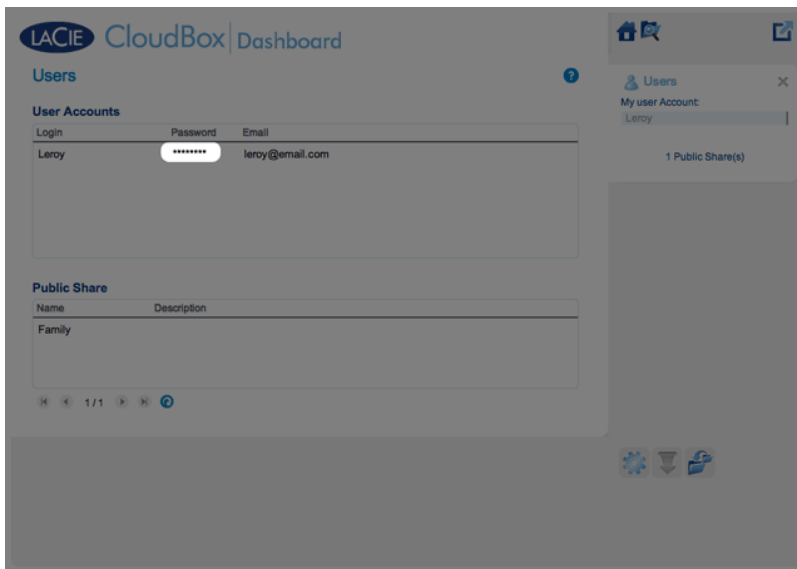 LACIE CloudBox Dashboard
Users
User Accounts
Login Password Email
Leroy •••••••• leroy@email.com
Public Share
Name Description
Family
1 / 1
Users
My user Account:
Leroy
1 Public Share(s)